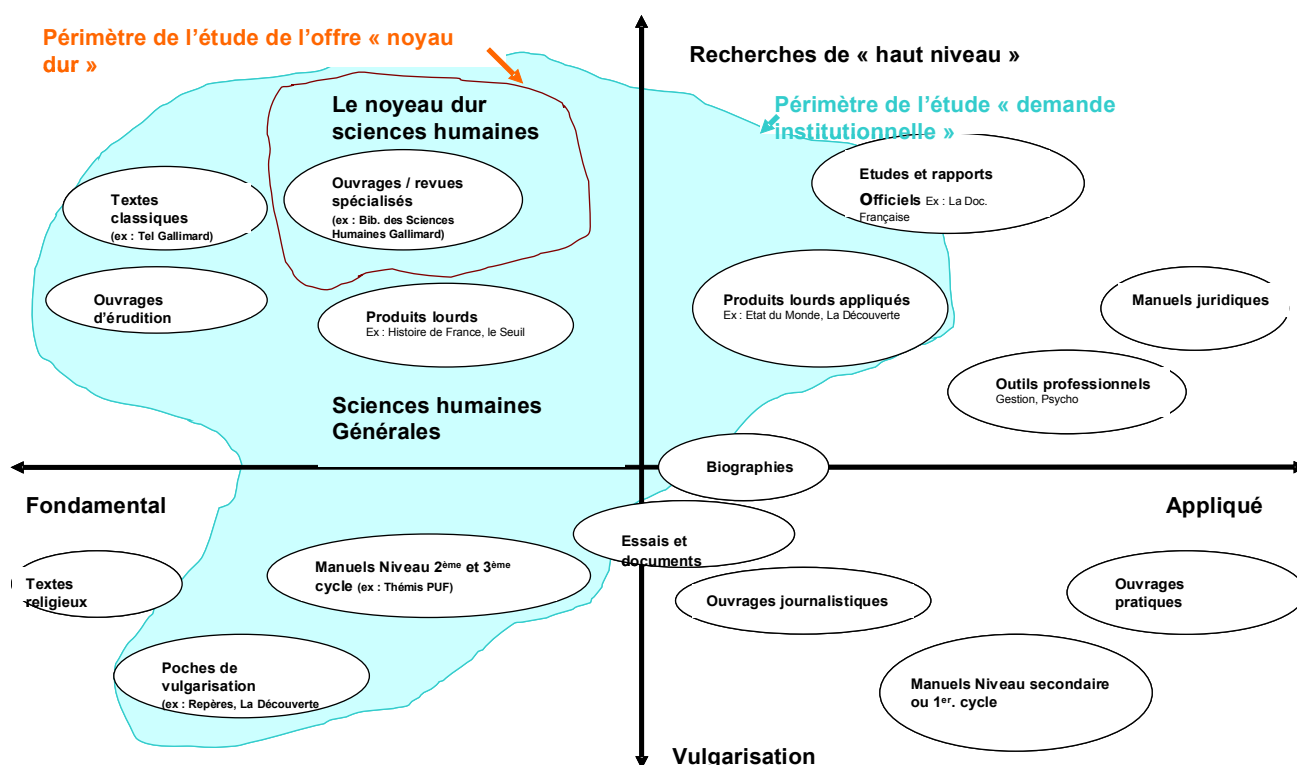 Périmètre de l'étude de l'offre « noyau
dur »
Recherches de « haut niveau »
Périmètre de l'étude « demande
institutionnelle »
Le noyeau dur
sciences humaines
Textes
classiques
(ex : Tel Gallimard)
Ouvrages / revues
spécialisés
(ex : Bib. des Sciences
Humaines Gallimard)
Etudes et rapports
Officiels Ex : La Doc.
Française
Ouvrages
d'érudition
Produits lourds
Ex : Histoire de France, le Seuil
Produits lourds appliqués
Ex : Etat du Monde, La Découverte
Manuels juridiques
Outils professionnels
Gestion, Psycho
Sciences humaines
Générales
Biographies
Fondamental
Appliqué
Essais et
documents
Textes
religieux
Manuels Niveau 2ème et 3ème
cycle (ex : Thémis PUF)
Ouvrages journalistiques
Ouvrages
pratiques
Poches de
vulgarisation
(ex : Repères, La Découverte
Manuels Niveau secondaire
ou 1er. cycle
Vulgarisation